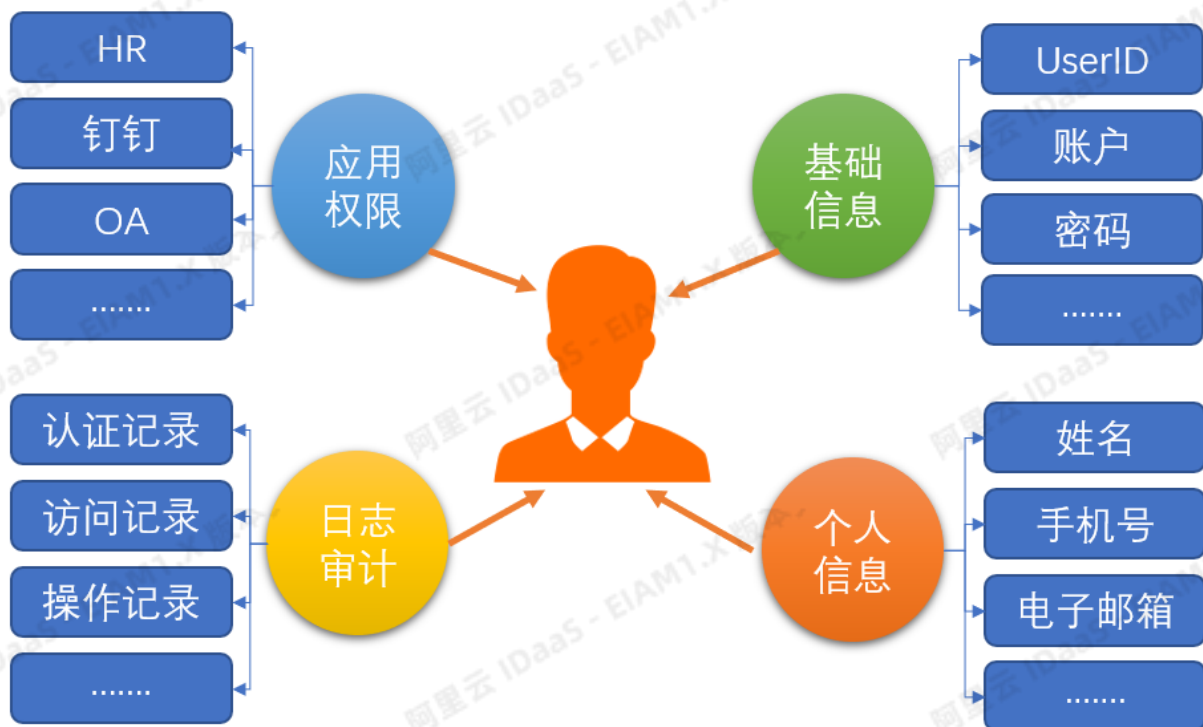 HR
钉钉
OA
.......
应用
权限
基础
信息
UserID
账户
密码
.......
认证记录
访问记录
操作记录
.......
日志
审计
个人
信息
姓名
手机号
电子邮箱
.......
阿里云 IDaaS - EIAM1.X 版本